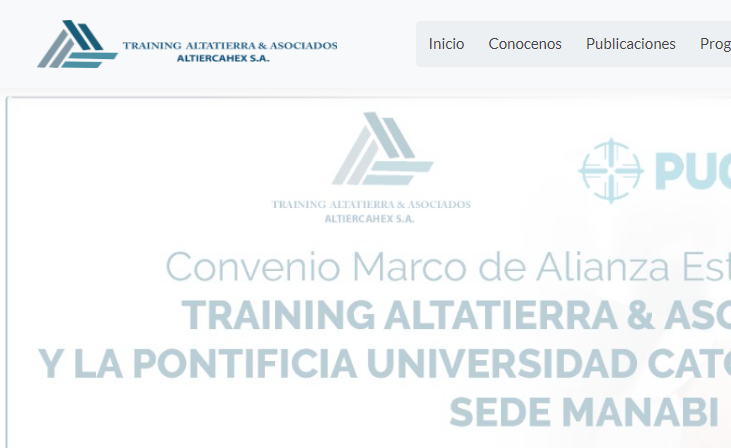 TRAINING ALTATIERRA & ASOCIADOS
ALTIERCAHEX S.A.
Inicio Conocenos Publicaciones Prog
TRAINING ALTATIERRA & ASOCIADOS
ALTIERCAHEX S.A.
PUC
Convenio Marco de Alianza Est
TRAINING ALTATIERRA & ASO
Y LA PONTIFICIA UNIVERSIDAD CATO
SEDE MANABI